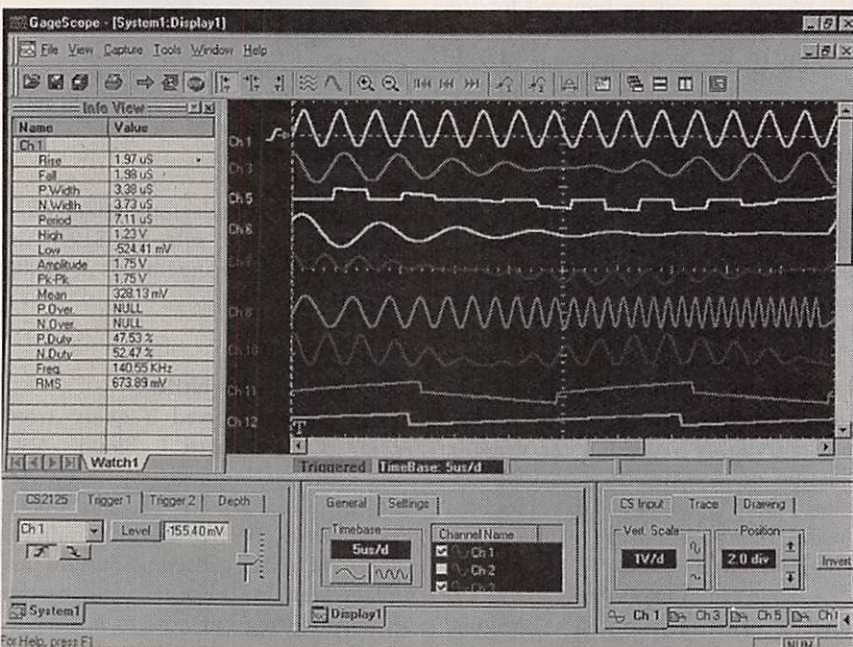 GageScope - [System1:Display1]
File View Capture Tools Window Help
Info View
Name Value
Ch 1
Rise 1.97 uS
Fall 1.98 uS
P.Width 3.38 uS
N.Width 3.73 uS
Period 7.11 uS
High 1.23 V
Low -524.41 mV
Amplitude 1.75 V
Pk-Pk 1.75 V
Mean 328.13 mV
P.Over NULL
N.Over NULL
P.Duty 47.53 %
N.Duty 52.47 %
Freq 140.55 KHz
RMS 673.89 mV
Watch1
Ch 1
Ch 3
Ch 5
Ch 6
Ch 8
Ch 10
Ch 11
Ch 12
T
Triggered TimeBase: 5us/d
CS2125 Trigger 1 Trigger 2 Depth
Ch 1 Level -155.40 mV
System1
General Settings
Timebase
5us/d
Channel Name
Ch 1
Ch 2
Ch 3
Display1
CS Input Trace Drawing
Vert. Scale Position
1V/d 2.0 div Invert
Ch 1 Ch 3 Ch 5 Ch
For Help, press F1 NUM